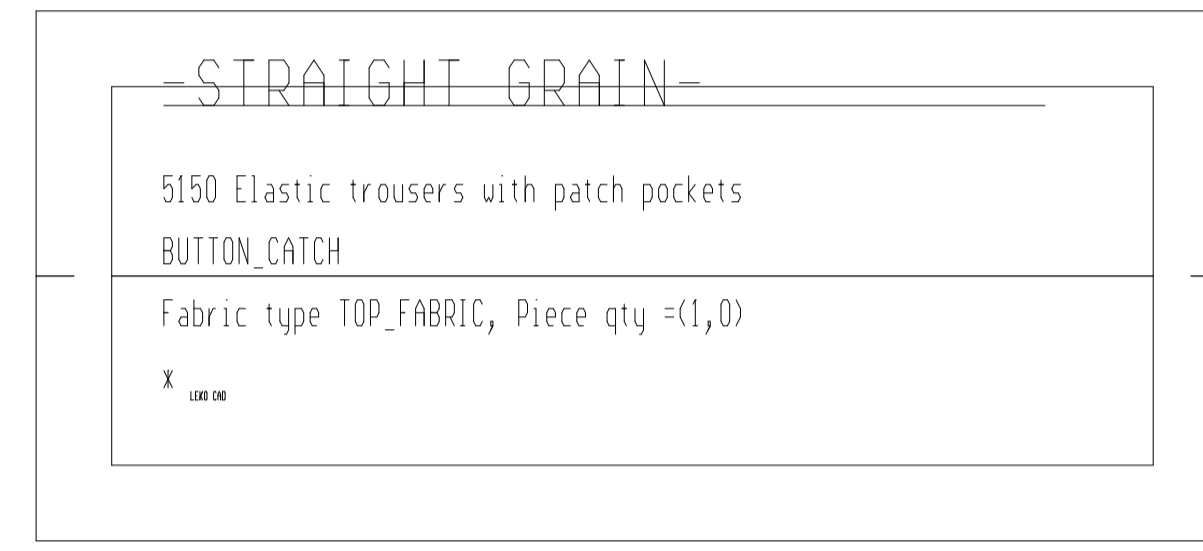 -STRAIGHT GRAIN-
5150 Elastic trousers with patch pockets
BUTTON_CATCH
Fabric type TOP_FABRIC, Piece qty =(1,0)
*
LEKO CAD